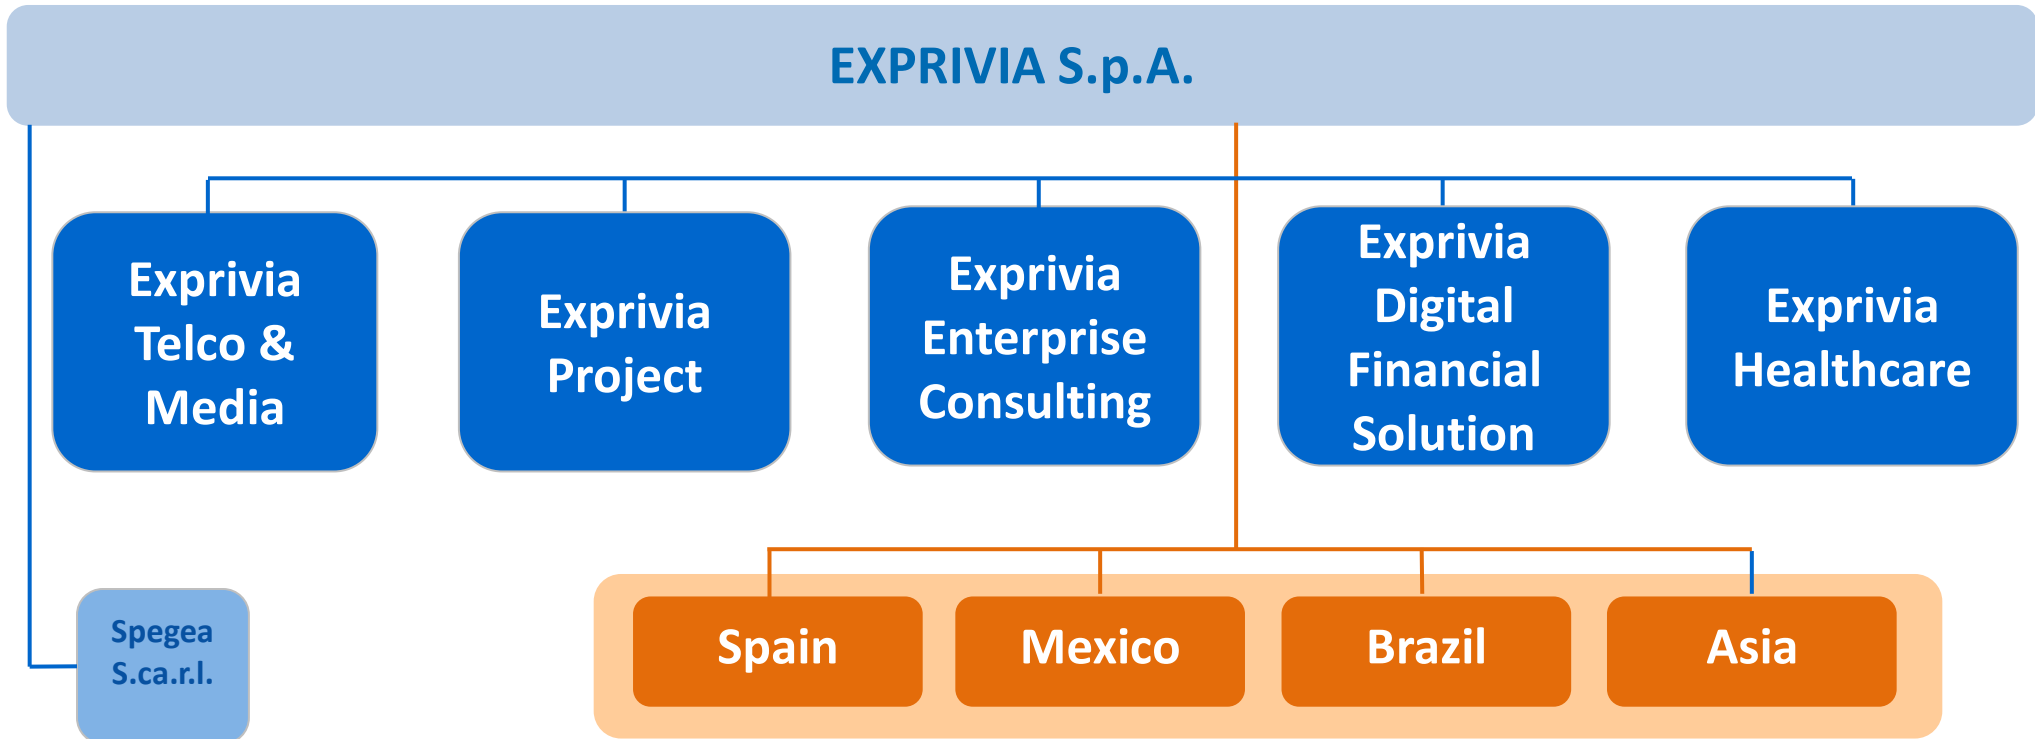 EXPRIVIA S.p.A.
Exprivia
Telco &
Media
Exprivia
Project
Exprivia
Enterprise
Consulting
Exprivia
Digital
Financial
Solution
Exprivia
Healthcare
Spegea
S.ca.r.l.
Spain
Mexico
Brazil
Asia